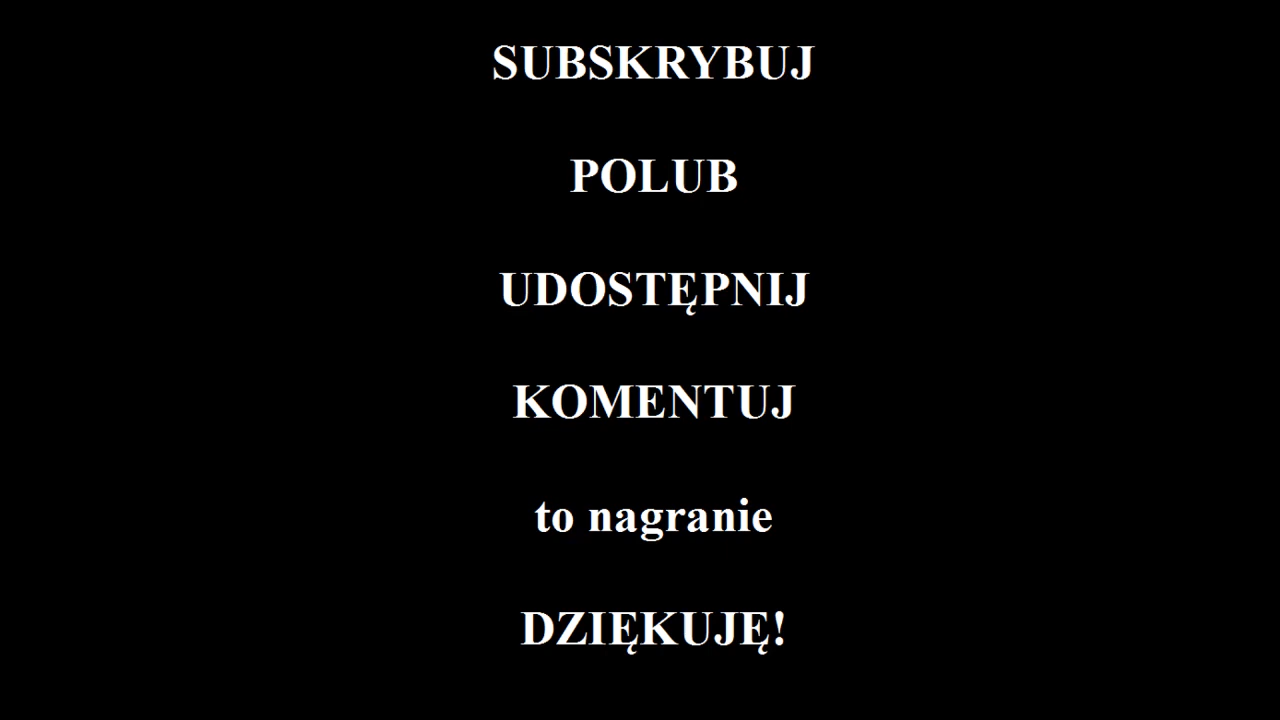 SUBSKRYBUJ
POLUB
UDOSTĘPNIJ
KOMENTUJ
to nagranie
DZIĘKUJĘ!